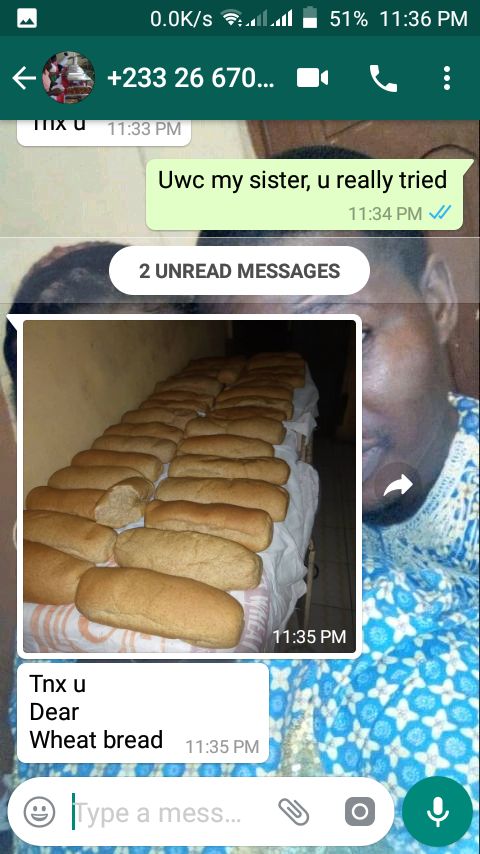 0.0K/s 51% 11:36 PM
+233 26 670...
Tnx u 11:33 PM
Uwc my sister, u really tried
11:34 PM
2 UNREAD MESSAGES
11:35 PM
Tnx u
Dear
Wheat bread 11:35 PM
Type a mess...